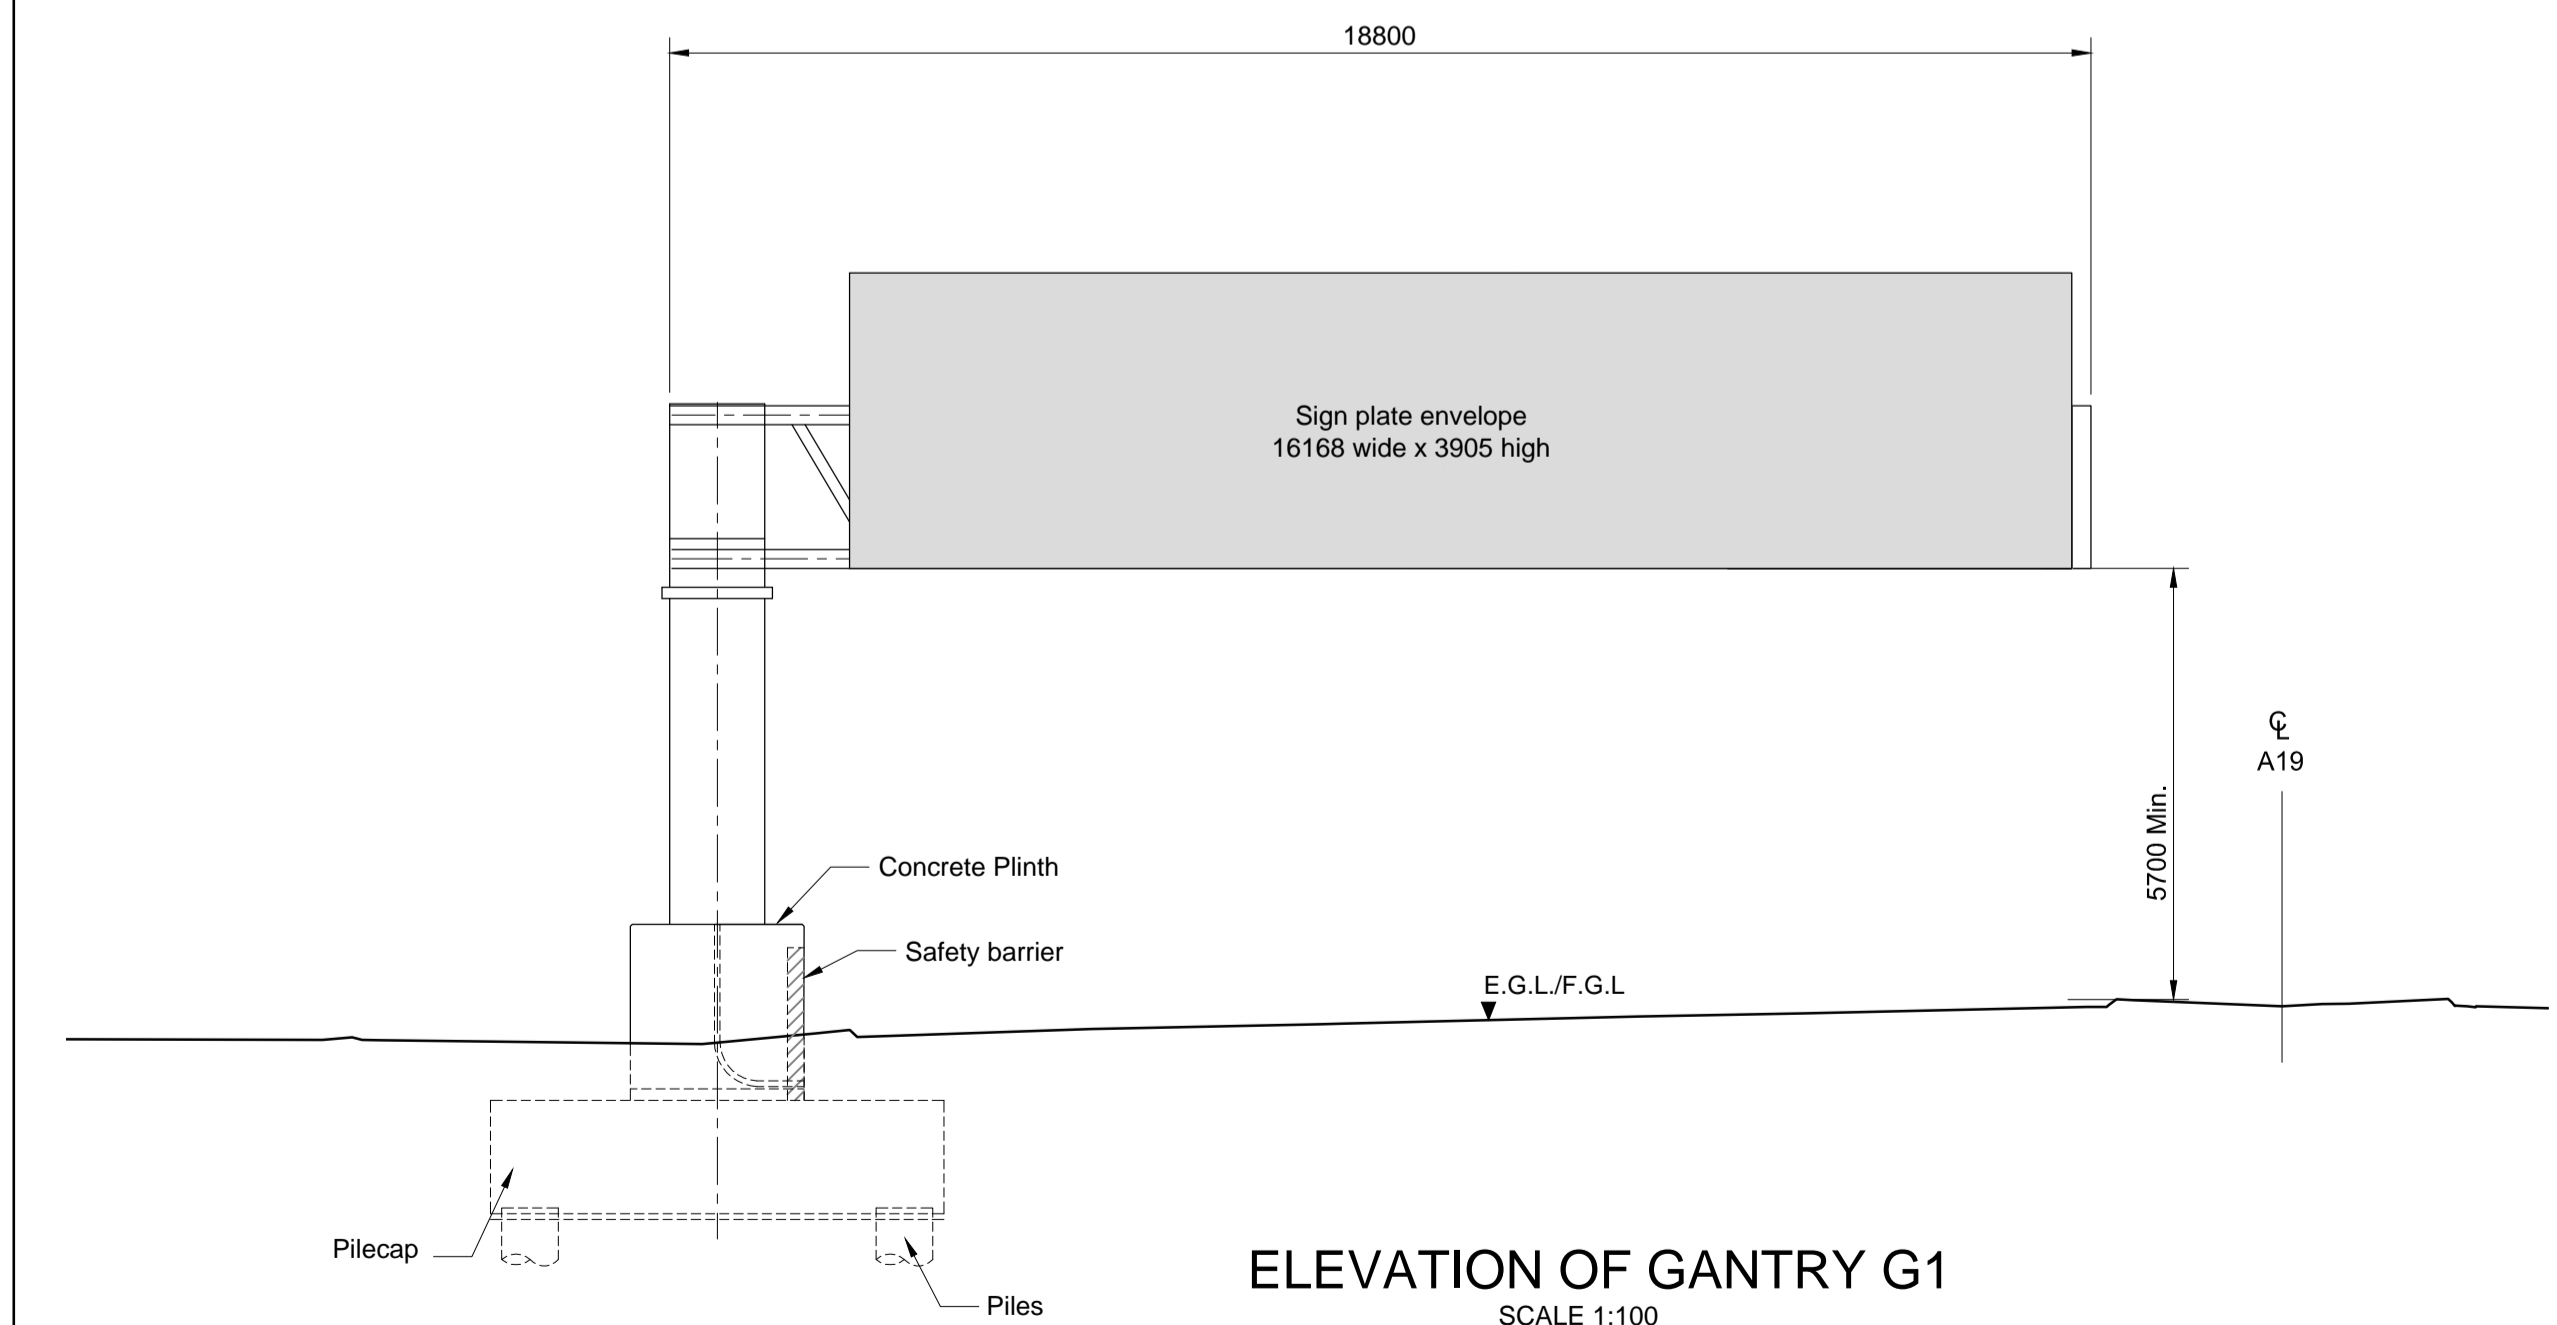 18800
Sign plate envelope
16168 wide x 3905 high
℄
A19
5700 Min.
Concrete Plinth
Safety barrier
E.G.L./F.G.L
Pilecap
Piles
ELEVATION OF GANTRY G1
SCALE 1:100